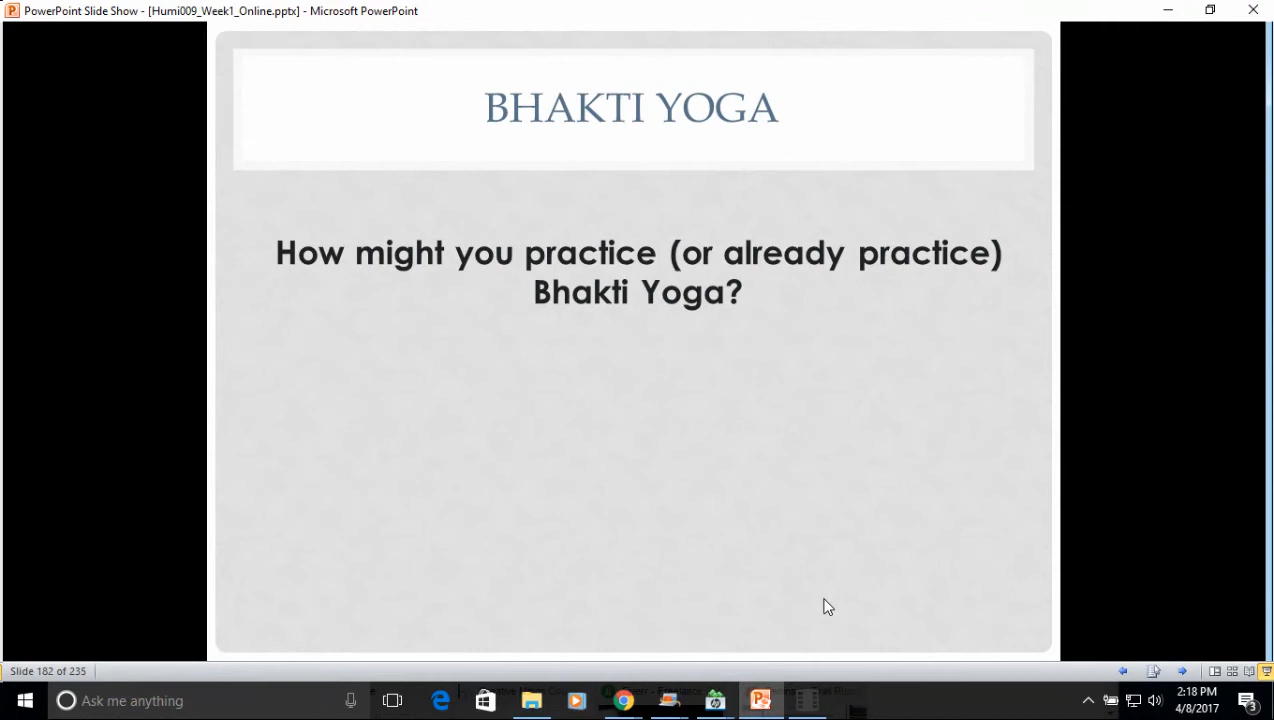 PowerPoint Slide Show - [Humi009_Week1_Online.pptx] - Microsoft PowerPoint
BHAKTI YOGA
How might you practice (or already practice)
Bhakti Yoga?
Slide 182 of 235
Ask me anything
2:18 PM
4/8/2017
3